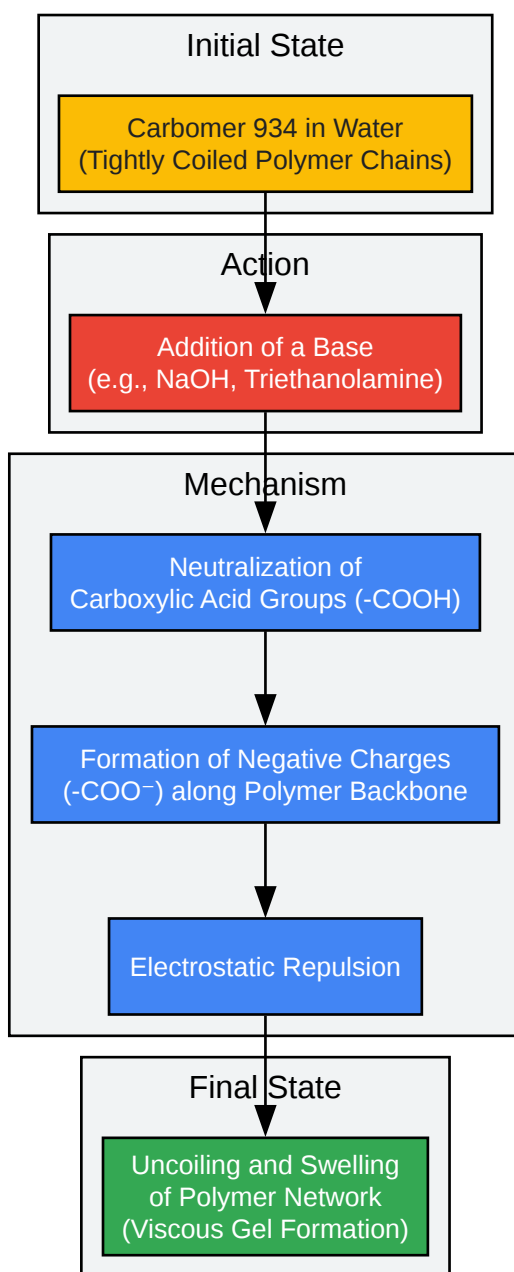 Initial State
Carbomer 934 in Water
(Tightly Coiled Polymer Chains)
Action
Addition of a Base
(e.g., NaOH, Triethanolamine)
Mechanism
Neutralization of
Carboxylic Acid Groups (-COOH)
Formation of Negative Charges
(-COO⁻) along Polymer Backbone
Electrostatic Repulsion
Final State
Uncoiling and Swelling
of Polymer Network
(Viscous Gel Formation)